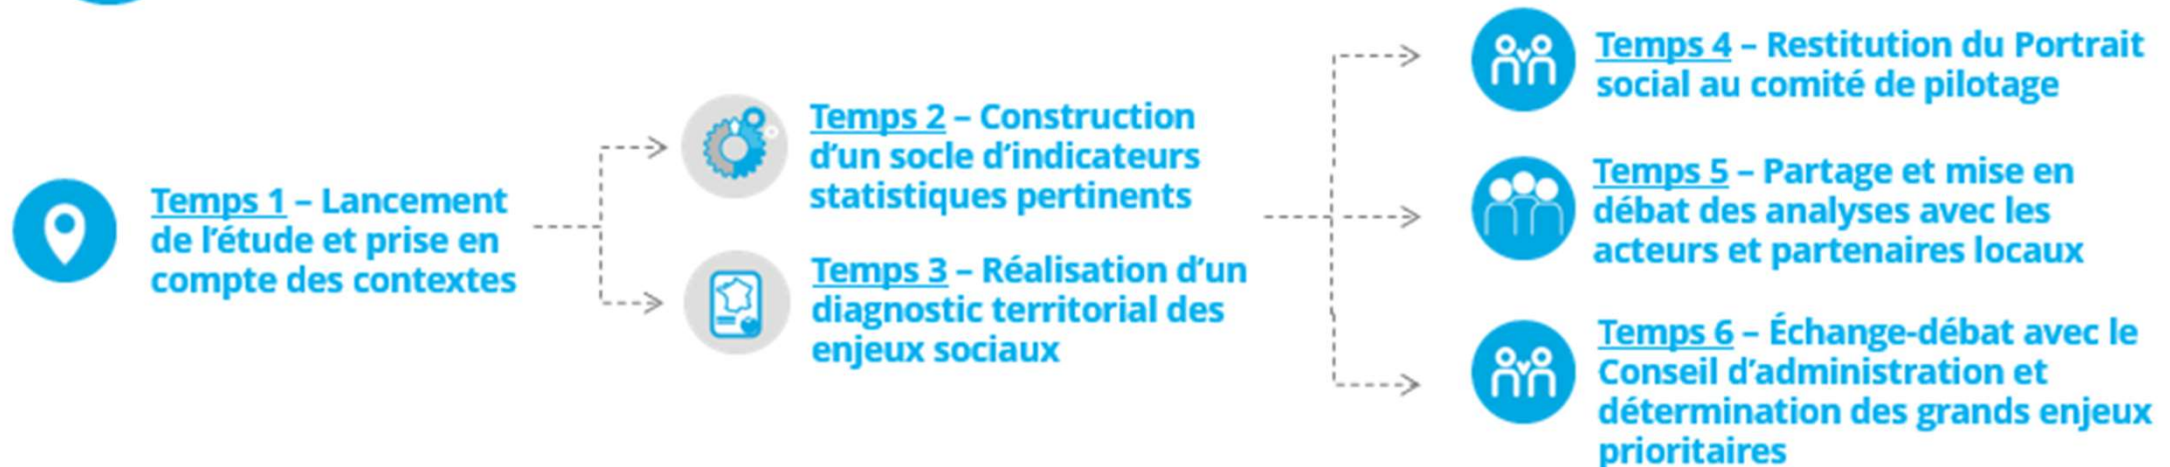 Temps 1 – Lancement
de l’étude et prise en
compte des contextes
Temps 2 – Construction
d’un socle d’indicateurs
statistiques pertinents
Temps 3 – Réalisation d’un
diagnostic territorial des
enjeux sociaux
Temps 4 – Restitution du Portrait
social au comité de pilotage
Temps 5 – Partage et mise en
débat des analyses avec les
acteurs et partenaires locaux
Temps 6 – Échange-débat avec le
Conseil d’administration et
détermination des grands enjeux
prioritaires